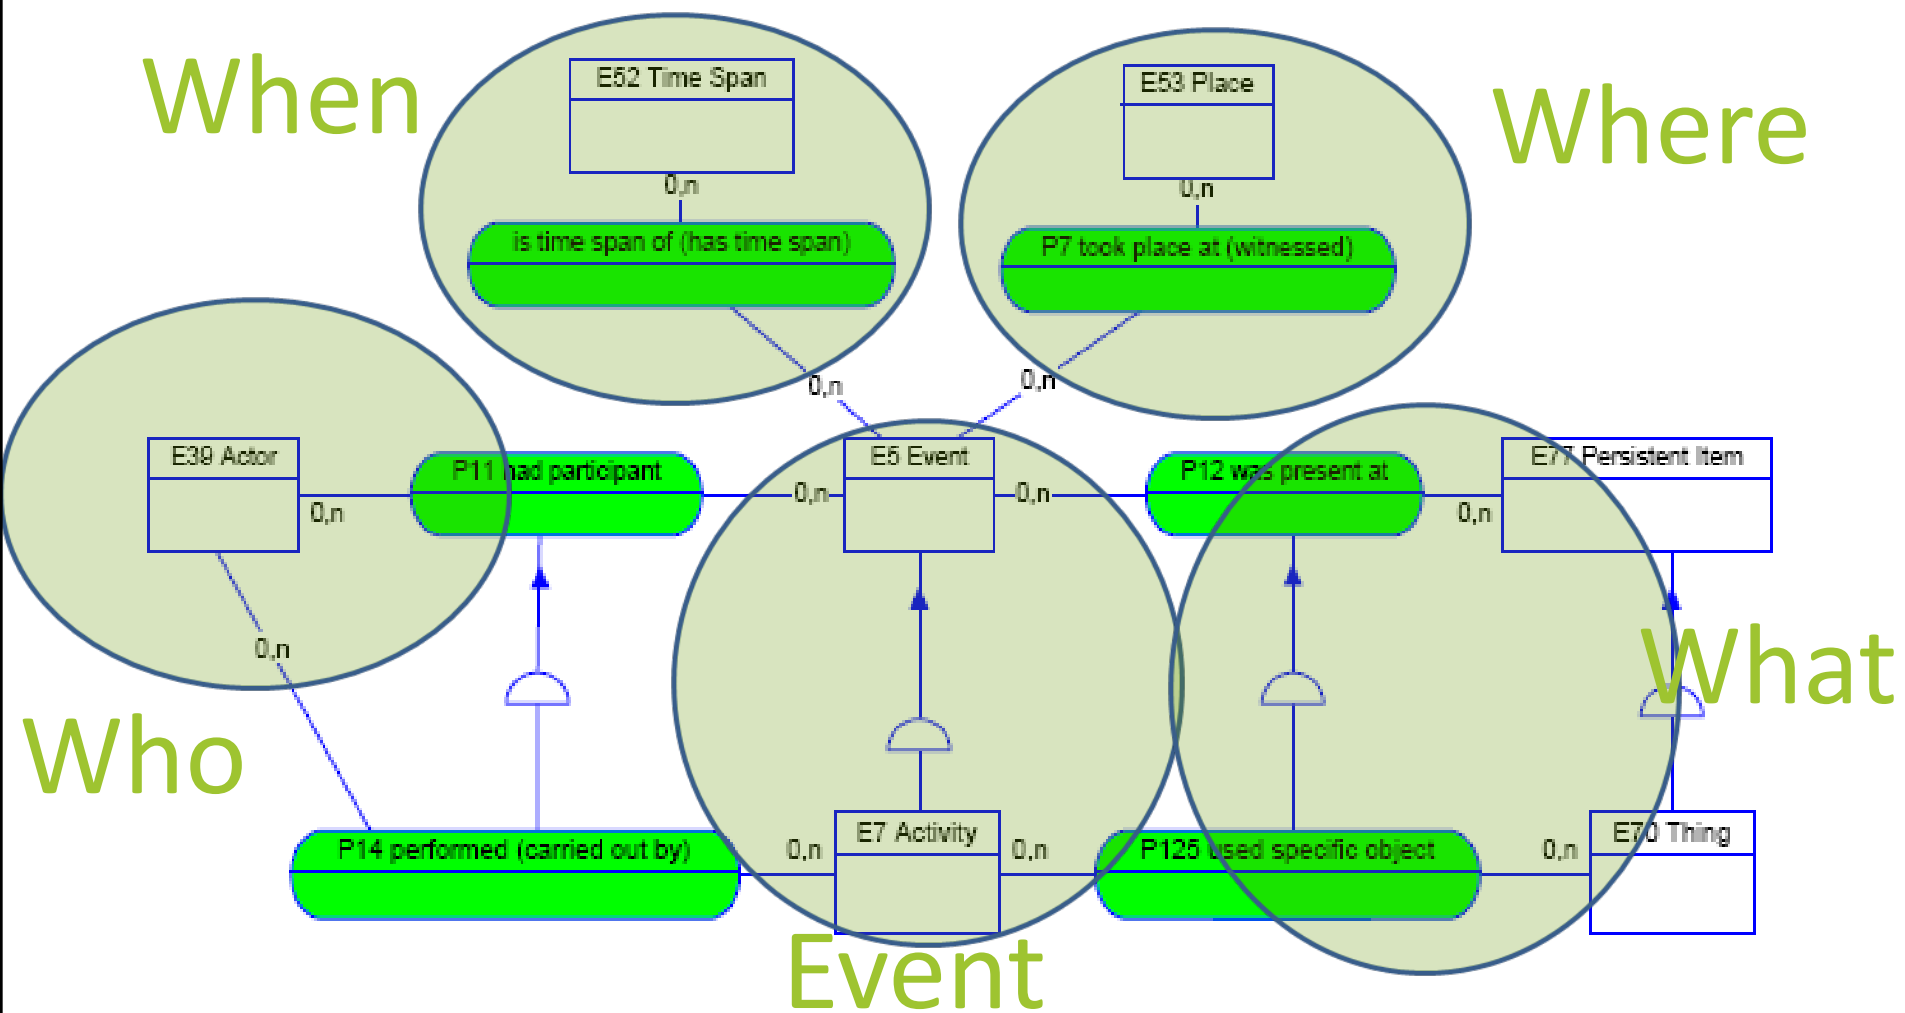 When
E52 Time Span
0,n
is time span of (has time span)
0,n
E53 Place
0,n
P7 took place at (witnessed)
0,n
Where
E39 Actor
0,n
P11 had participant
0,n
E5 Event
0,n
P12 was present at
0,n
E77 Persistent Item
0,n
Who
What
P14 performed (carried out by)
0,n
E7 Activity
0,n
P125 used specific object
0,n
E70 Thing
Event